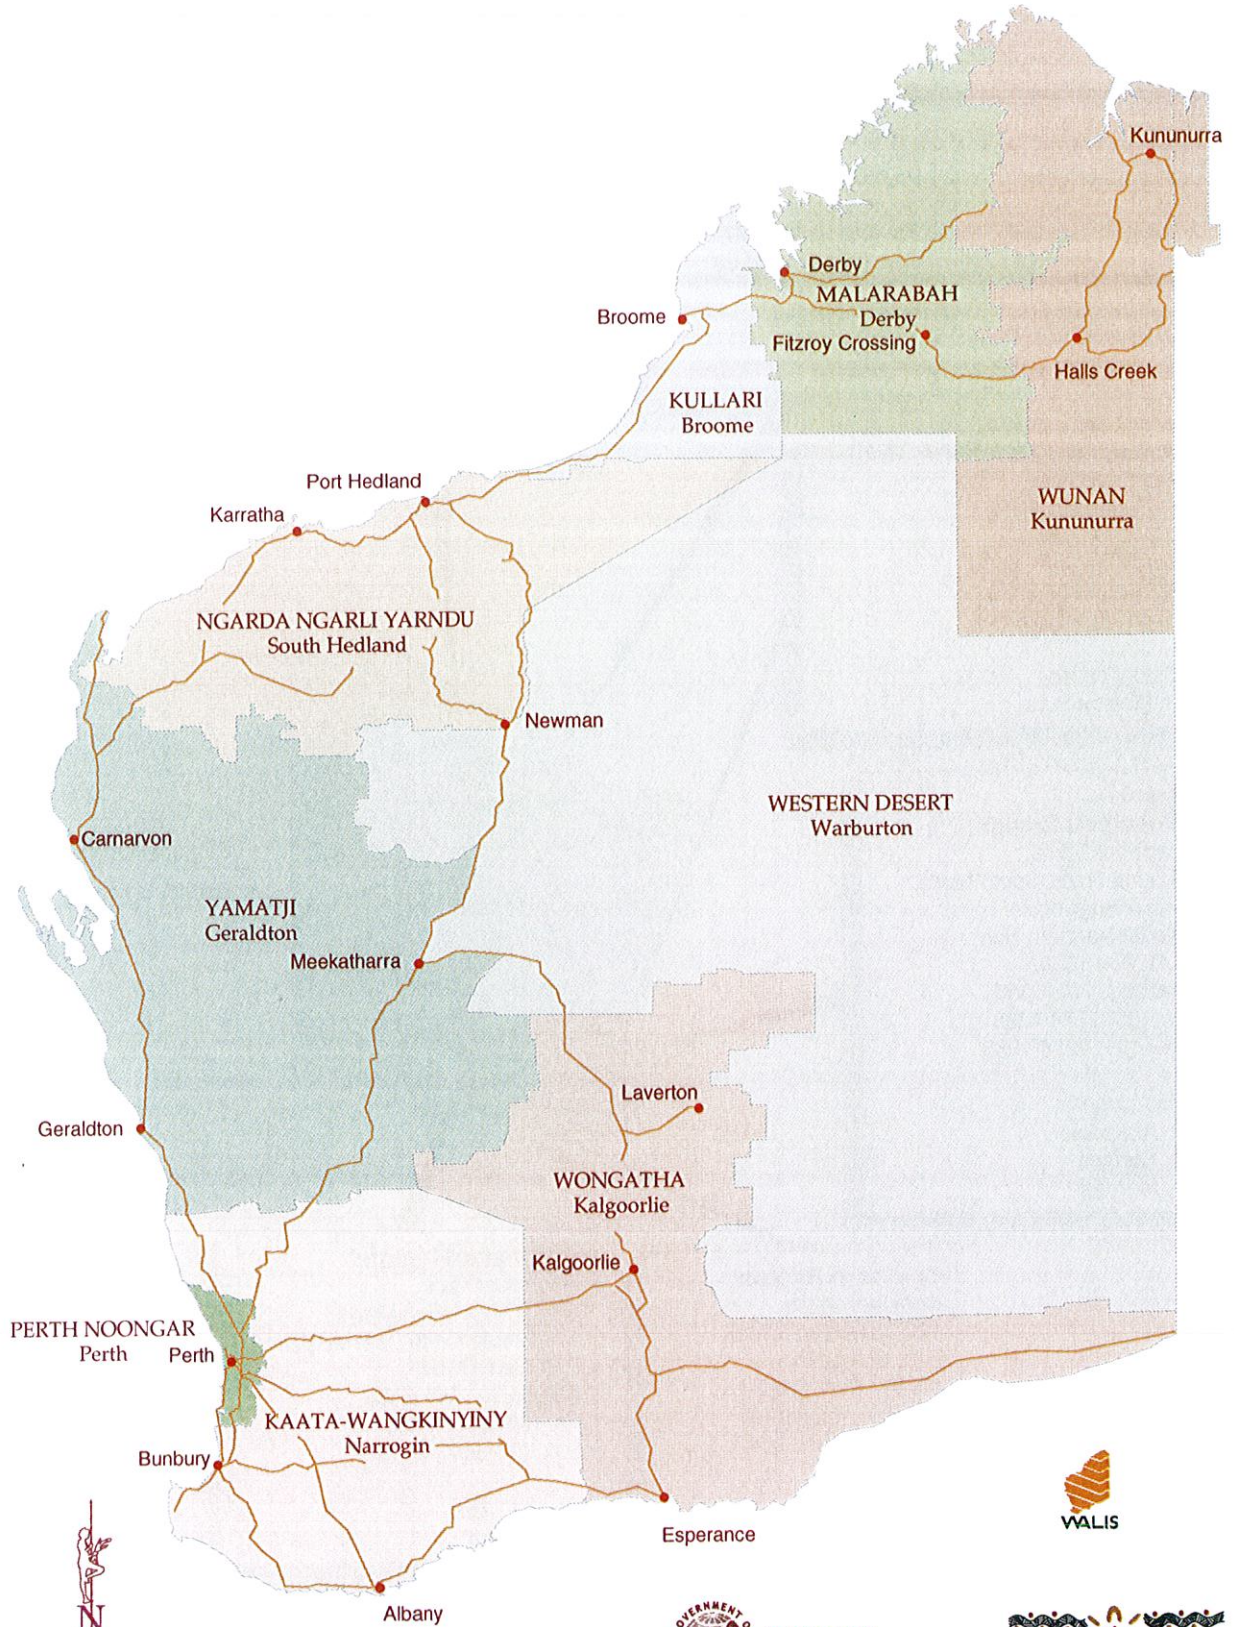 Kununurra
Derby
MALARABAH
Derby
Broome
Fitzroy Crossing
Halls Creek
KULLARI
Broome
Port Hedland
Karratha
WUNAN
Kununurra
NGARDA NGARLI YARNDU
South Hedland
Newman
WESTERN DESERT
Warburton
Carnarvon
YAMATJI
Geraldton
Meekatharra
Laverton
Geraldton
WONGATHA
Kalgoorlie
Kalgoorlie
PERTH NOONGAR
Perth
Perth
KAATA-WANGKINYINY
Narrogin
Bunbury
WALIS
Esperance
N
Albany
OVERNMENT O